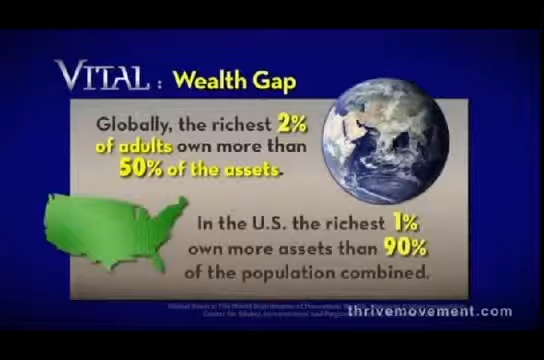 VITAL : Wealth Gap
Globally, the richest 2%
of adults own more than
50% of the assets.
In the U.S. the richest 1%
own more assets than 90%
of the population combined.
thrivemovement.com